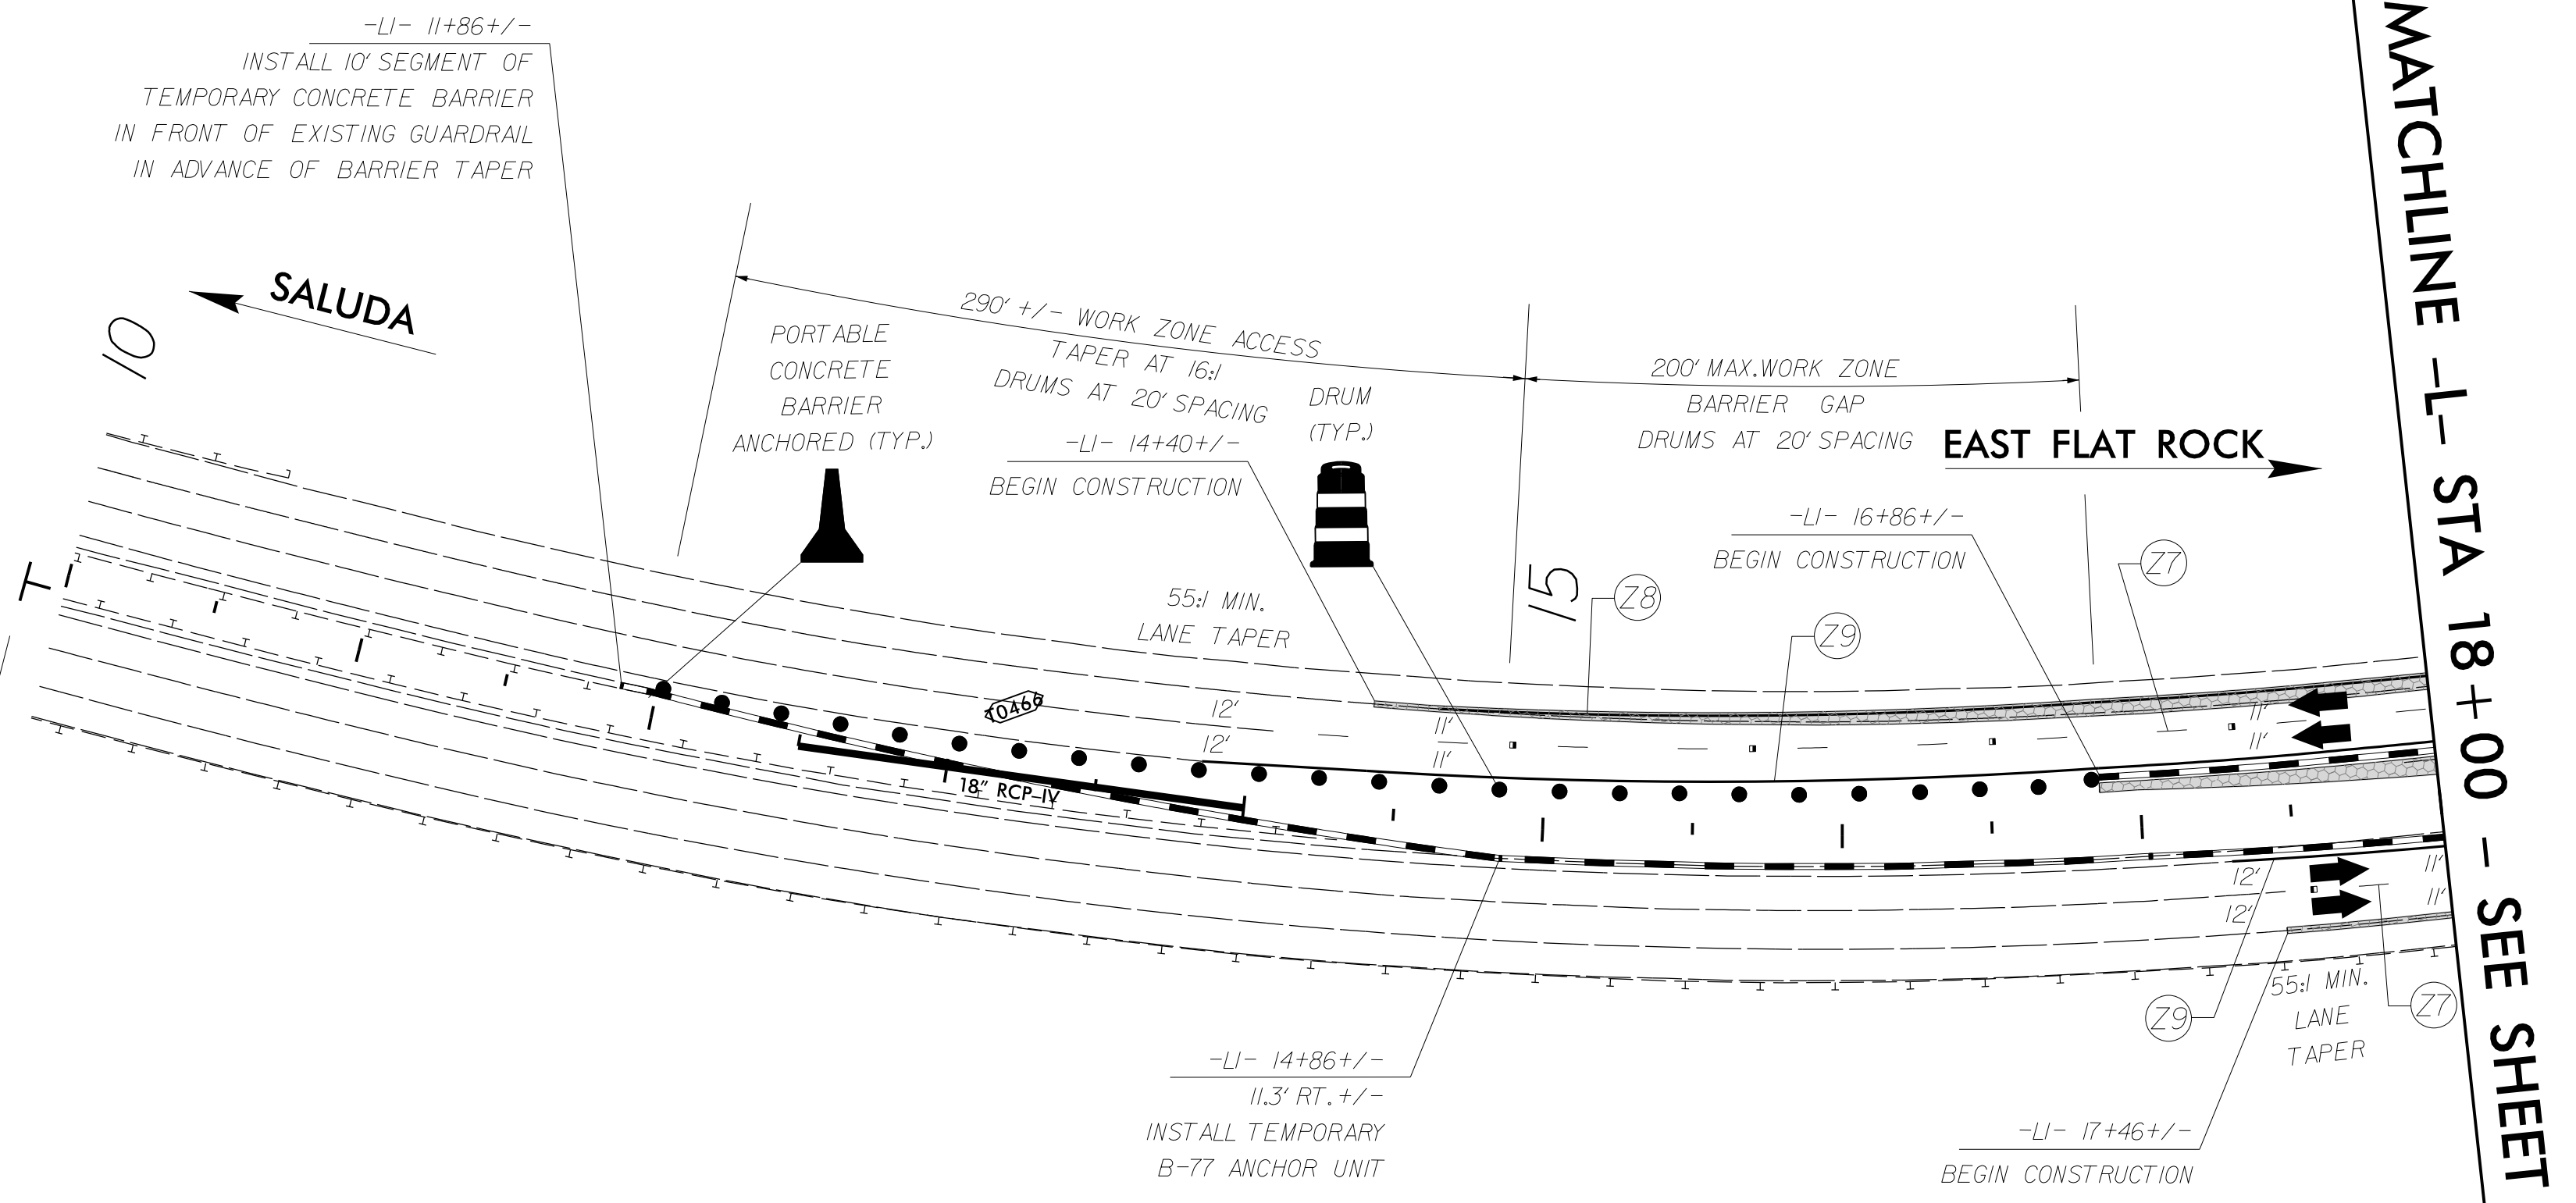 -L1- 11+86+/-
INSTALL 10' SEGMENT OF
TEMPORARY CONCRETE BARRIER
IN FRONT OF EXISTING GUARDRAIL
IN ADVANCE OF BARRIER TAPER
SALUDA
10
PORTABLE
CONCRETE
BARRIER
ANCHORED (TYP.)
290' +/- WORK ZONE ACCESS
TAPER AT 16:1
DRUMS AT 20' SPACING
-L1- 14+40+/-
BEGIN CONSTRUCTION
DRUM
(TYP.)
200' MAX. WORK ZONE
BARRIER GAP
DRUMS AT 20' SPACING
EAST FLAT ROCK
-L1- 16+86+/-
BEGIN CONSTRUCTION
15
Z8
Z9
Z7
55:1 MIN.
LANE TAPER
T0466
12'
12'
11'
11'
11'
11'
18" RCP-IV
12'
12'
11'
11'
-L1- 14+86+/-
11.3' RT. +/-
INSTALL TEMPORARY
B-77 ANCHOR UNIT
Z9
55:1 MIN.
LANE
TAPER
Z7
-L1- 17+46+/-
BEGIN CONSTRUCTION
MATCHLINE -L- STA 18+00 - SEE SHEET